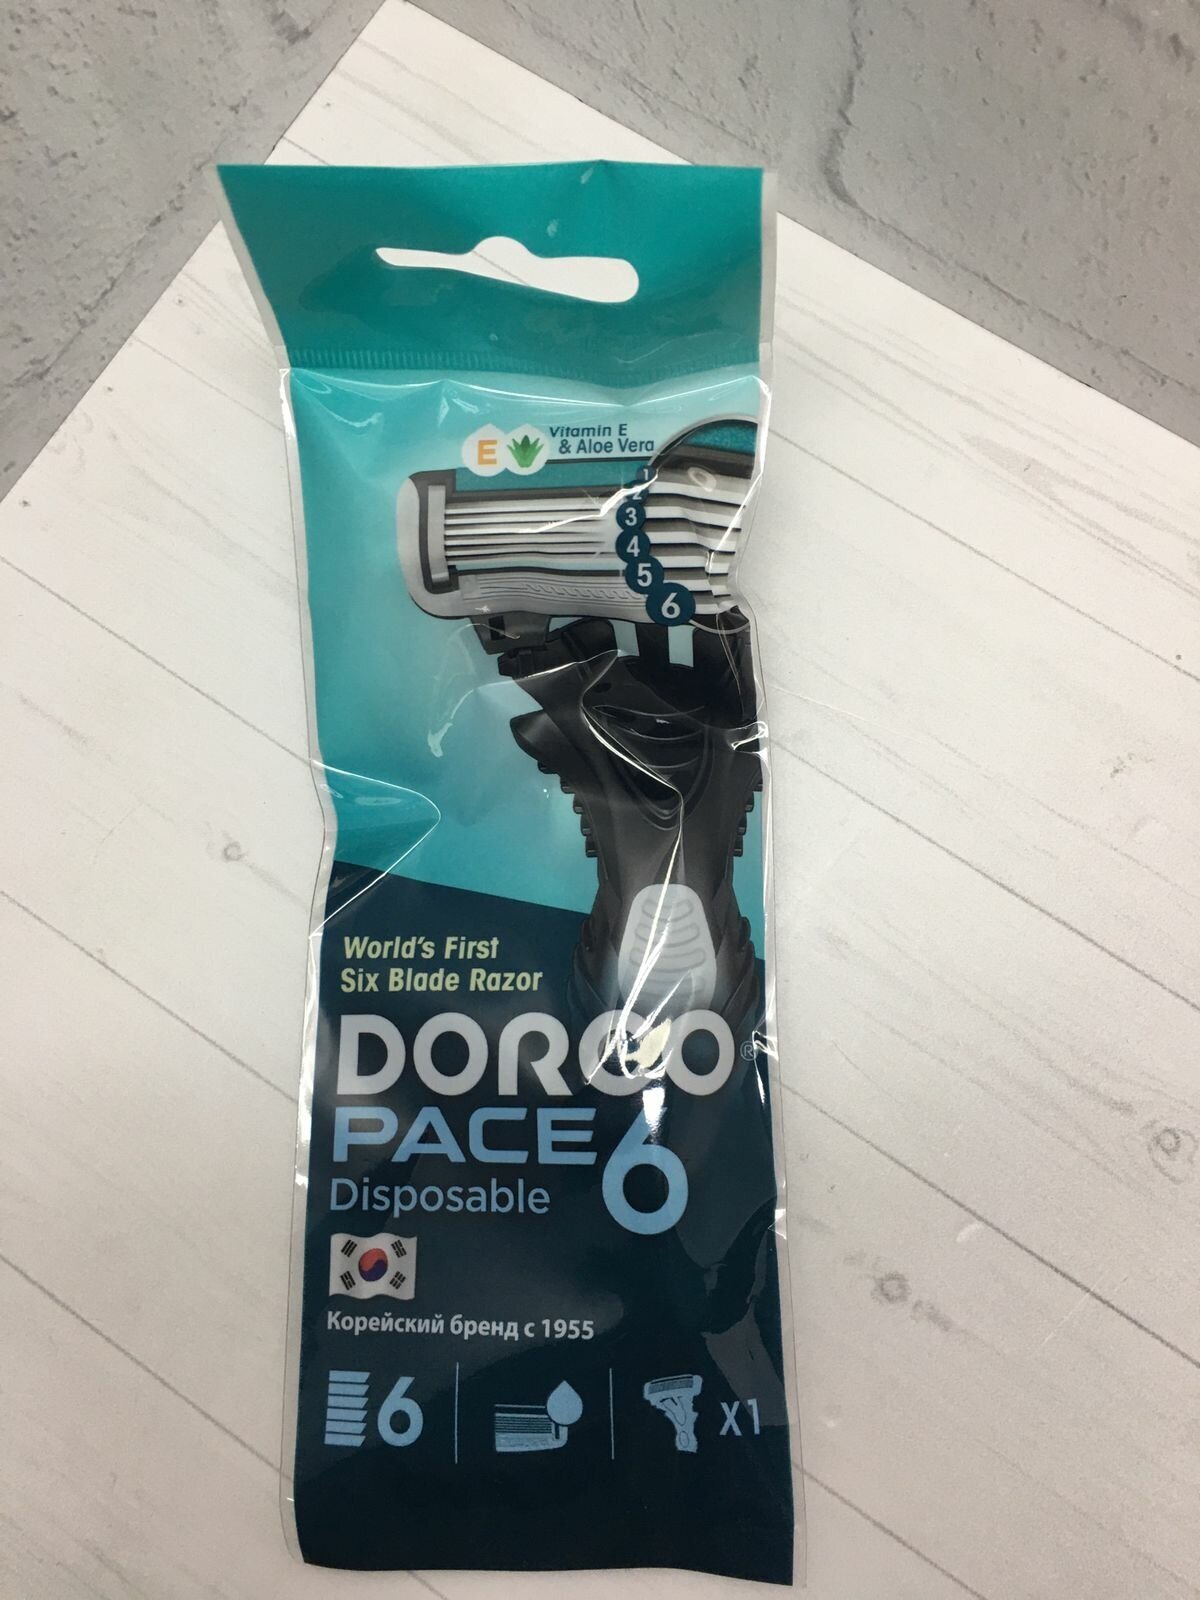 E
Vitamin E
& Aloe Vera
1
2
3
4
5
6
World's First
Six Blade Razor
DORCO®
PACE 6
Disposable
Корейский бренд с 1955
6
X1